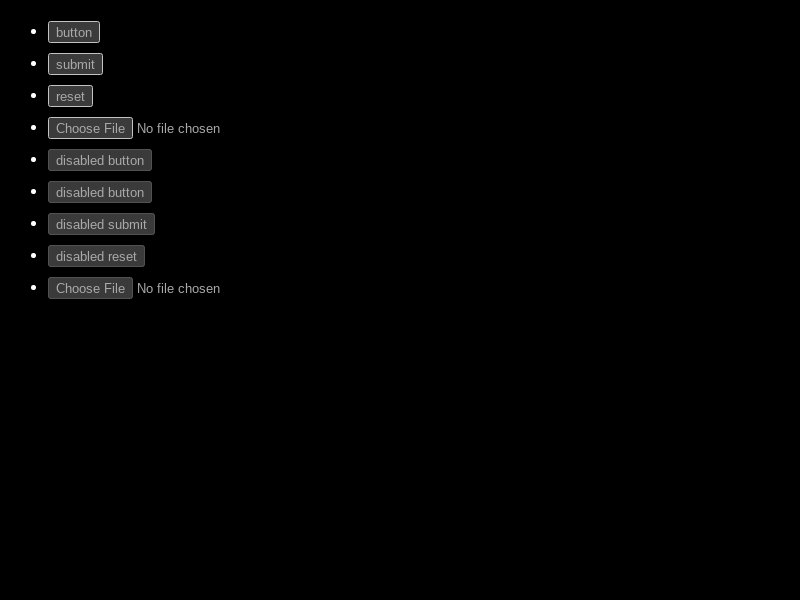 button
submit
reset
Choose File No file chosen
disabled button
disabled button
disabled submit
disabled reset
Choose File No file chosen